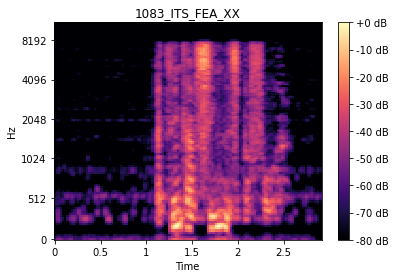 1083_ITS_FEA_XX
+0 dB
8192
-10 dB
4096
-20 dB
-30 dB
2048
Hz
-40 dB
1024
-50 dB
512
-60 dB
-70 dB
0
-80 dB
0 0.5 1 1.5 2 2.5
Time